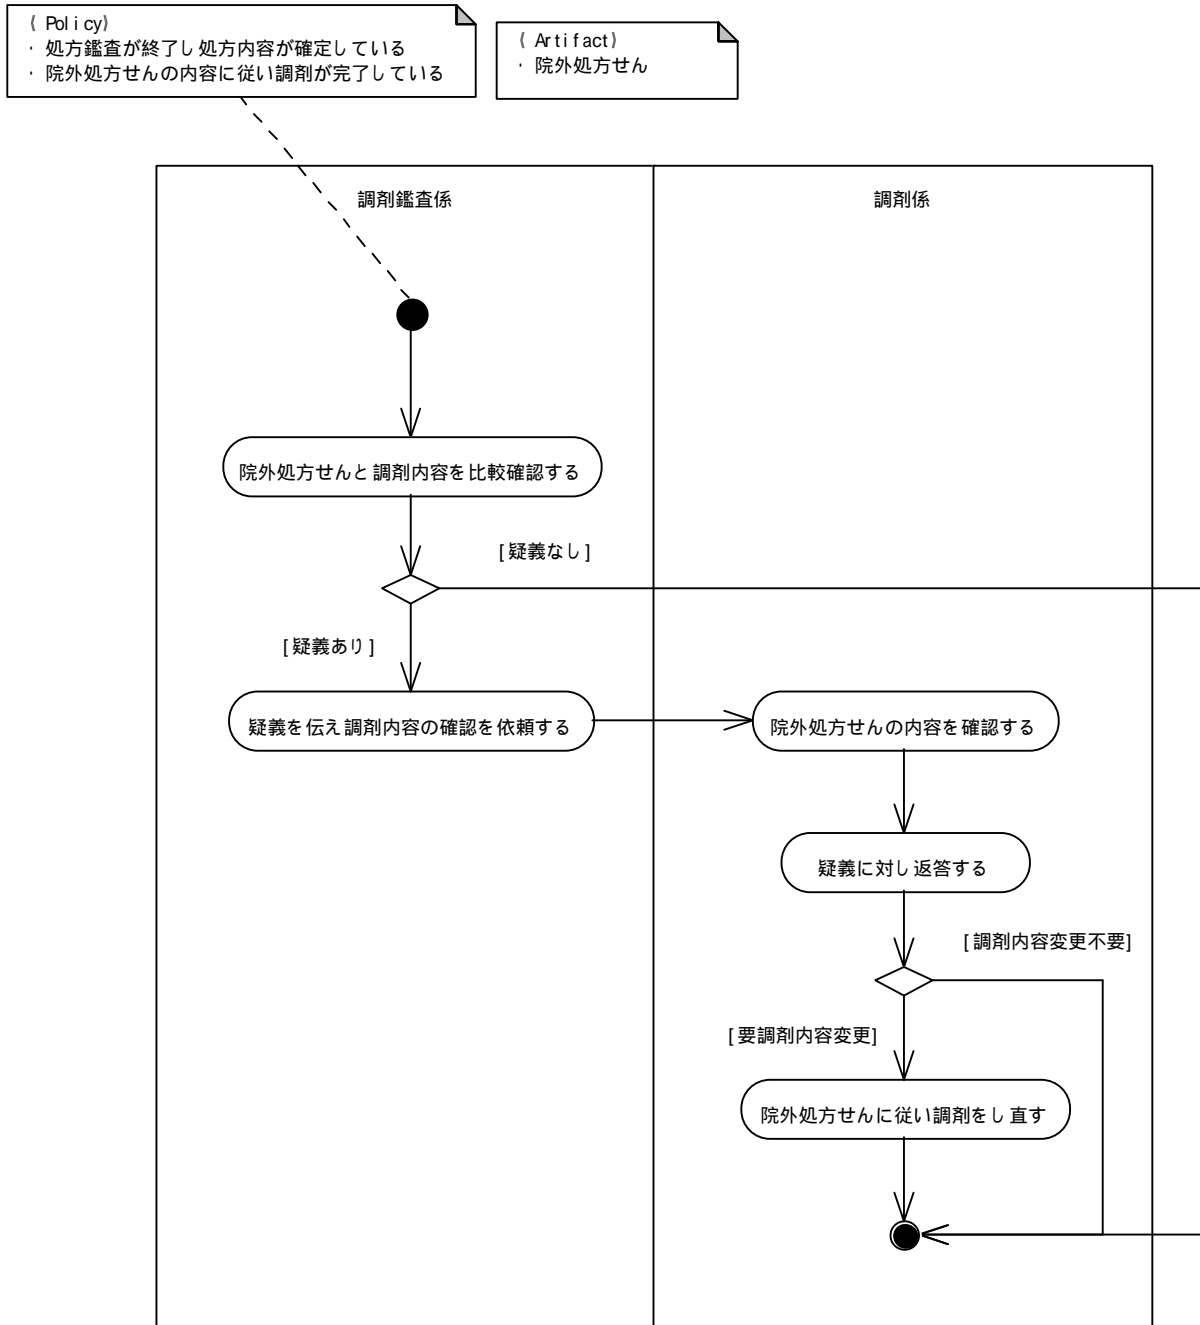 《Policy》
・処方鑑査が終了し処方内容が確定している
・院外処方せんの内容に従い調剤が完了している
《Artifact》
・院外処方せん
調剤鑑査係
調剤係
院外処方せんと調剤内容を比較確認する
[疑義なし]
[疑義あり]
疑義を伝え調剤内容の確認を依頼する
院外処方せんの内容を確認する
疑義に対し返答する
[調剤内容変更不要]
[要調剤内容変更]
院外処方せんに従い調剤をし直す